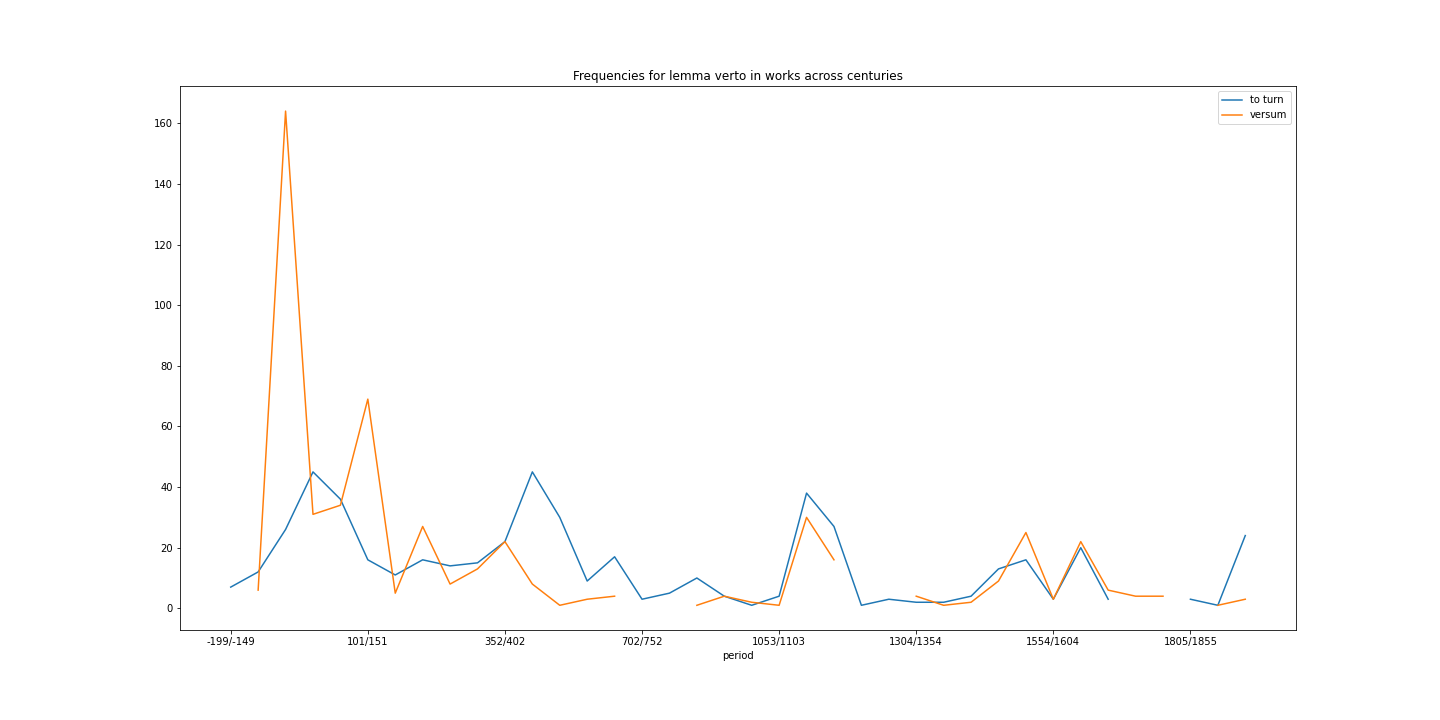 Frequencies for lemma verto in works across centuries
to turn
versum
160
140
120
100
80
60
40
20
0
-199/-149 101/151 352/402 702/752 1053/1103 1304/1354 1554/1604 1805/1855
period